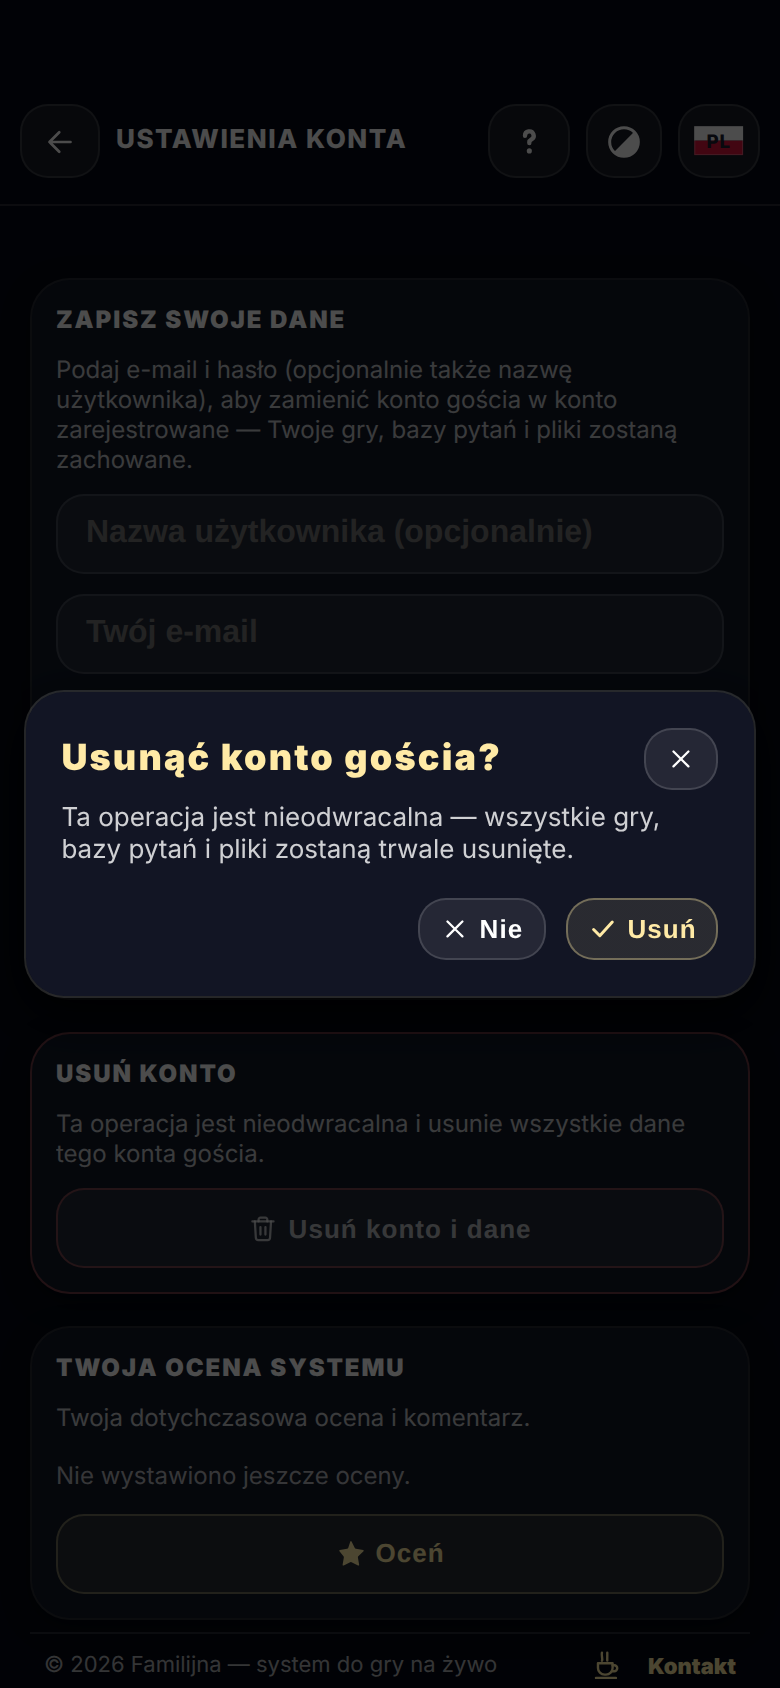 USTAWIENIA KONTA
?
PL
ZAPISZ SWOJE DANE
Podaj e-mail i hasło (opcjonalnie także nazwę
użytkownika), aby zamienić konto gościa w konto
zarejestrowane — Twoje gry, bazy pytań i pliki zostaną
zachowane.
Nazwa użytkownika (opcjonalnie)
Twój e-mail
Usunąć konto gościa?
Ta operacja jest nieodwracalna — wszystkie gry,
bazy pytań i pliki zostaną trwale usunięte.
Nie
Usuń
USUŃ KONTO
Ta operacja jest nieodwracalna i usunie wszystkie dane
tego konta gościa.
Usuń konto i dane
TWOJA OCENA SYSTEMU
Twoja dotychczasowa ocena i komentarz.
Nie wystawiono jeszcze oceny.
Oceń
© 2026 Familijna — system do gry na żywo
Kontakt